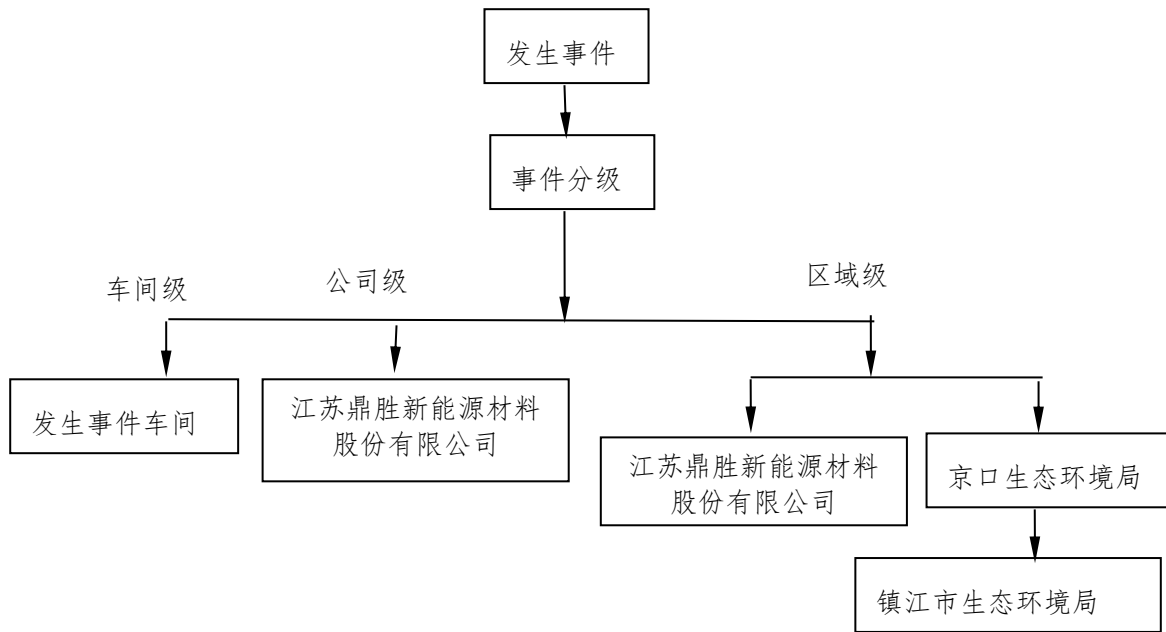 发生事件
事件分级
车间级
公司级
区域级
发生事件车间
江苏鼎胜新能源材料
股份有限公司
江苏鼎胜新能源材料
股份有限公司
京口生态环境局
镇江市生态环境局